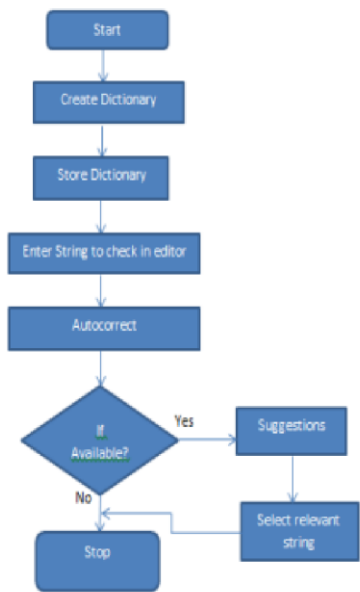 Start
Create Dictionary
Store Dictionary
Enter String to check in editor
Autocorrect
If
Available?
Yes
Suggestions
No
Select relevant
string
Stop